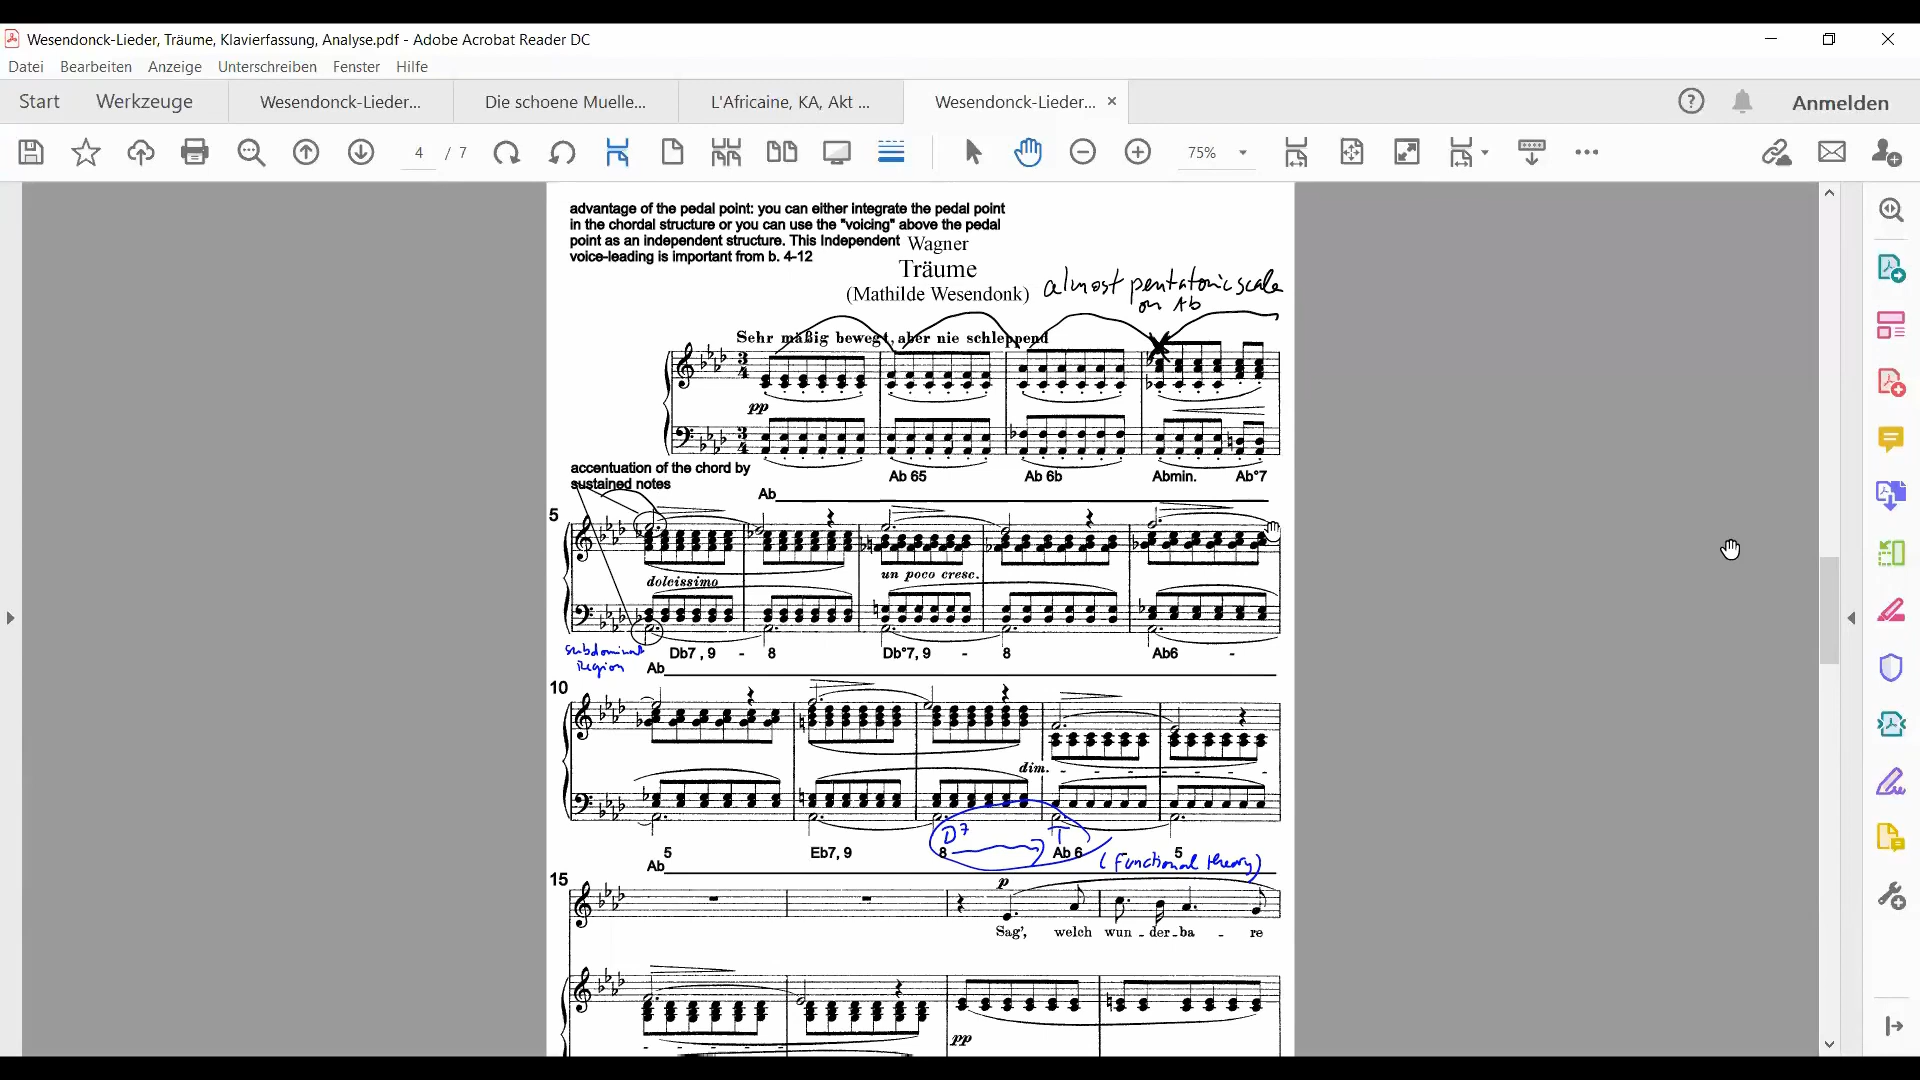 Wesendonck-Lieder, Träume, Klavierfassung, Analyse.pdf - Adobe Acrobat Reader DC
Datei Bearbeiten Anzeige Unterschreiben Fenster Hilfe
Start Werkzeuge Wesendonck-Lieder... Die schoene Muelle... L'Africaine, KA, Akt ... Wesendonck-Lieder... × Anmelden
4 / 7 75%
advantage of the pedal point: you can either integrate the pedal point
in the chordal structure or you can use the "voicing" above the pedal
point as an independent structure. This Independent
voice-leading is important from b. 4-12
Wagner
Träume
(Mathilde Wesendonk)
almost pentatonic scale
on Ab
Sehr mäßig bewegt, aber nie schleppend
3 4
pp
3 4
accentuation of the chord by
sustained notes
Ab 65 Ab 6b Abmin. Ab°7
Ab
5
dolcissimo un poco cresc.
subdominant
region
Db7 , 9 - 8 Db°7, 9 - 8 Ab6 -
Ab
10
dim. - - - - - -
D7 T
5 Eb7, 9 8 Ab 6 5
(Functional theory)
Ab
15
p
Sag', welch wun - der - ba - re
pp